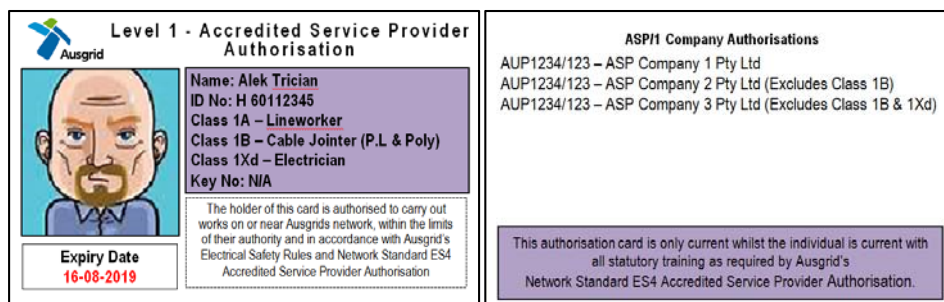 Ausgrid
Level 1 - Accredited Service Provider
Authorisation
Name: Alek Trician
ID No: H 60112345
Class 1A – Lineworker
Class 1B – Cable Jointer (P.L & Poly)
Class 1Xd – Electrician
Key No: N/A
The holder of this card is authorised to carry out
works on or near Ausgrids network, within the limits
of their authority and in accordance with Ausgrid's
Electrical Safety Rules and Network Standard ES4
Accredited Service Provider Authorisation
Expiry Date
16-08-2019
ASP/1 Company Authorisations
AUP1234/123 – ASP Company 1 Pty Ltd
AUP1234/123 – ASP Company 2 Pty Ltd (Excludes Class 1B)
AUP1234/123 – ASP Company 3 Pty Ltd (Excludes Class 1B & 1Xd)
This authorisation card is only current whilst the individual is current with
all statutory training as required by Ausgrid's
Network Standard ES4 Accredited Service Provider Authorisation.